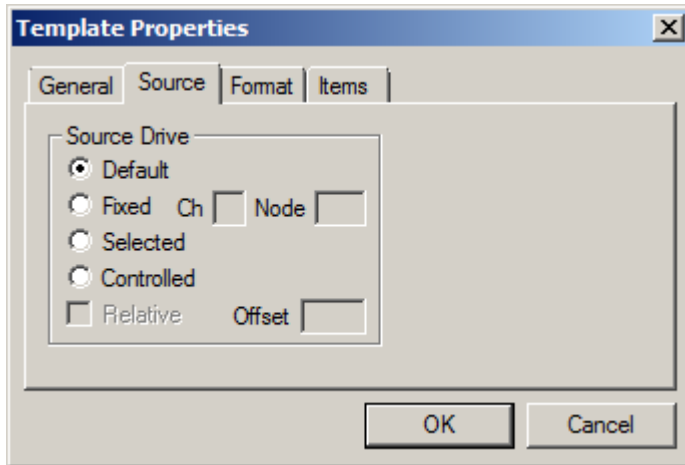 Template Properties
General Source Format Items
Source Drive
Default
Fixed Ch Node
Selected
Controlled
Relative Offset
OK Cancel